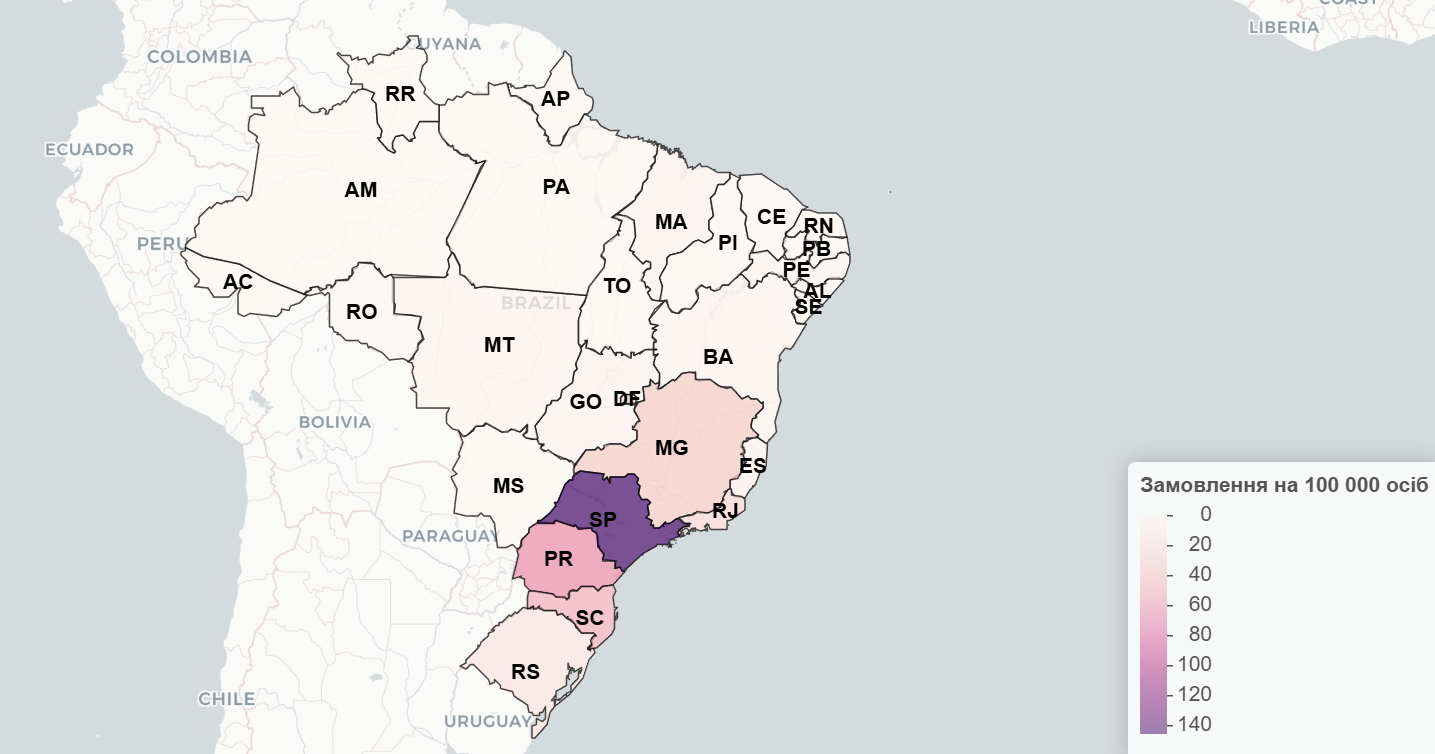 COAST
LIBERIA
GUYANA
COLOMBIA
RR
AP
ECUADOR
AM
PA
MA
CE
RN
PI
PB
PERU
PE
AC
TO
AL
BRAZIL
SE
RO
MT
BA
GO
DF
BOLIVIA
MG
ES
MS
RJ
SP
PARAGUAY
PR
SC
RS
CHILE
URUGUAY
Замовлення на 100 000 осіб
0
20
40
60
80
100
120
140